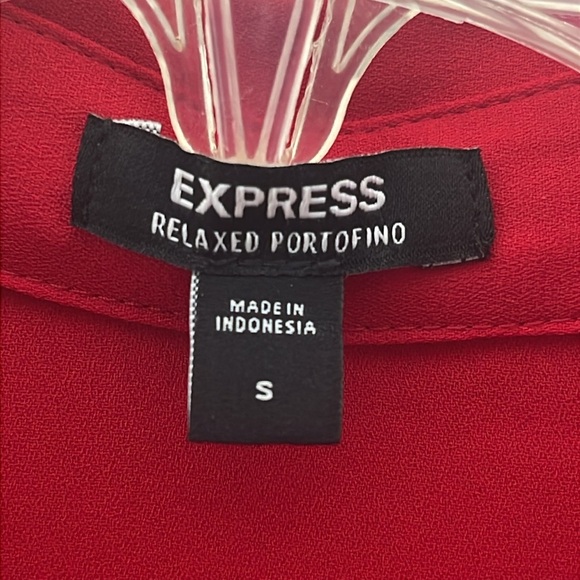 EXPRESS
RELAXED PORTOFINO
MADE IN
INDONESIA
S